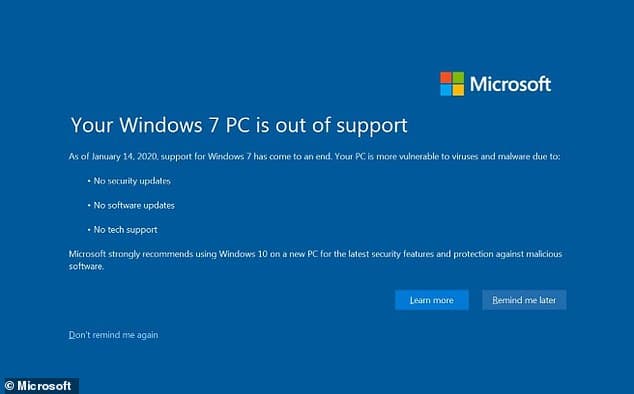 Microsoft
Your Windows 7 PC is out of support
As of January 14, 2020, support for Windows 7 has come to an end. Your PC is more vulnerable to viruses and malware due to:
• No security updates
• No software updates
• No tech support
Microsoft strongly recommends using Windows 10 on a new PC for the latest security features and protection against malicious
software.
Learn more
Remind me later
Don't remind me again
© Microsoft